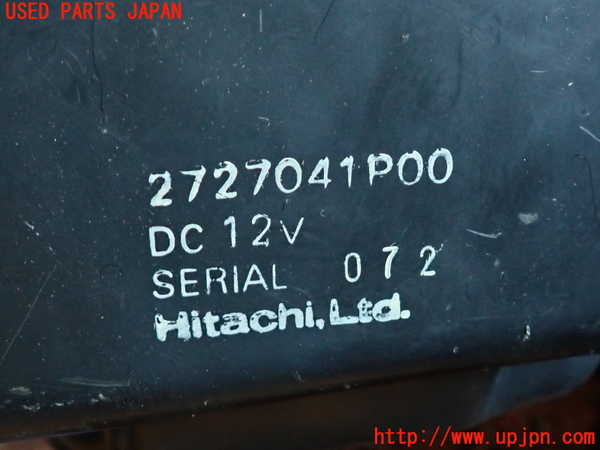 USED PARTS JAPAN
2727041P00
DC 12V
SERIAL 072
Hitachi, Ltd.
http://www.upjpn.com